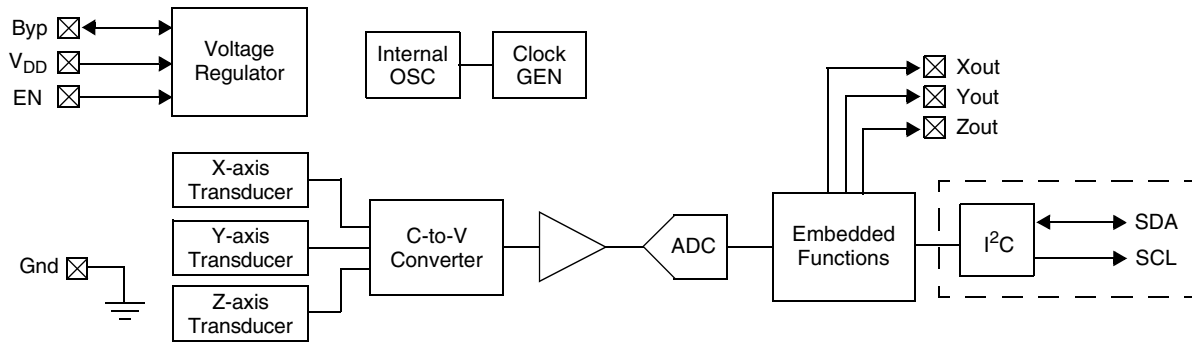 Byp
V_DD
EN
Voltage
Regulator
Internal
OSC
Clock
GEN
Xout
Yout
Zout
X-axis
Transducer
Y-axis
Transducer
Z-axis
Transducer
Gnd
C-to-V
Converter
ADC
Embedded
Functions
I²C
SDA
SCL